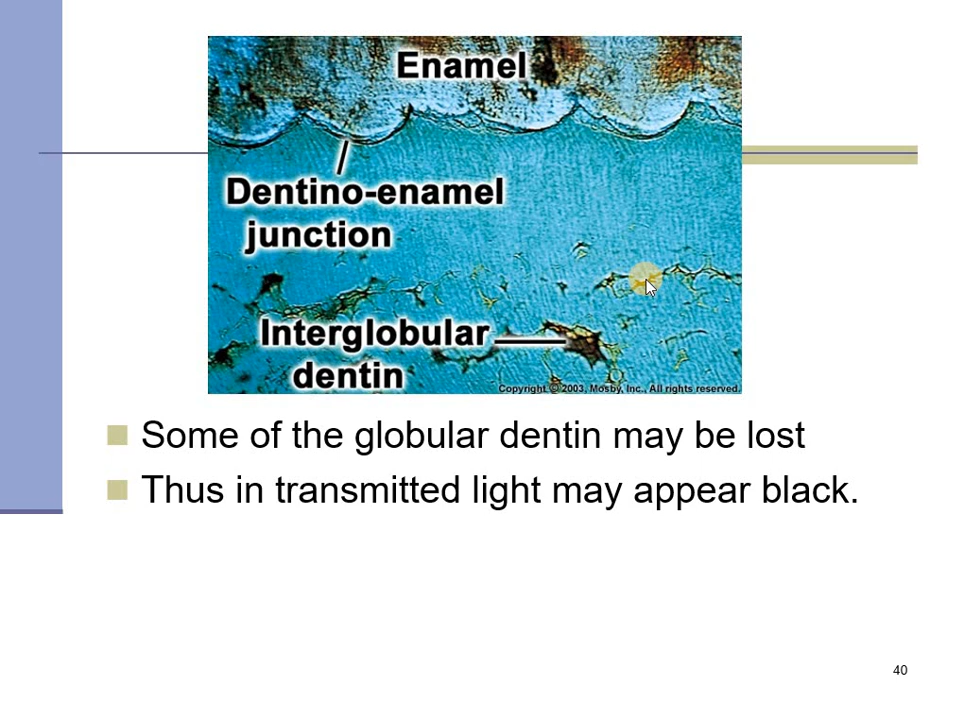 Enamel
Dentino-enamel
junction
Interglobular
dentin
Copyright © 2003, Mosby, Inc., All rights reserved.
Some of the globular dentin may be lost
Thus in transmitted light may appear black.
40